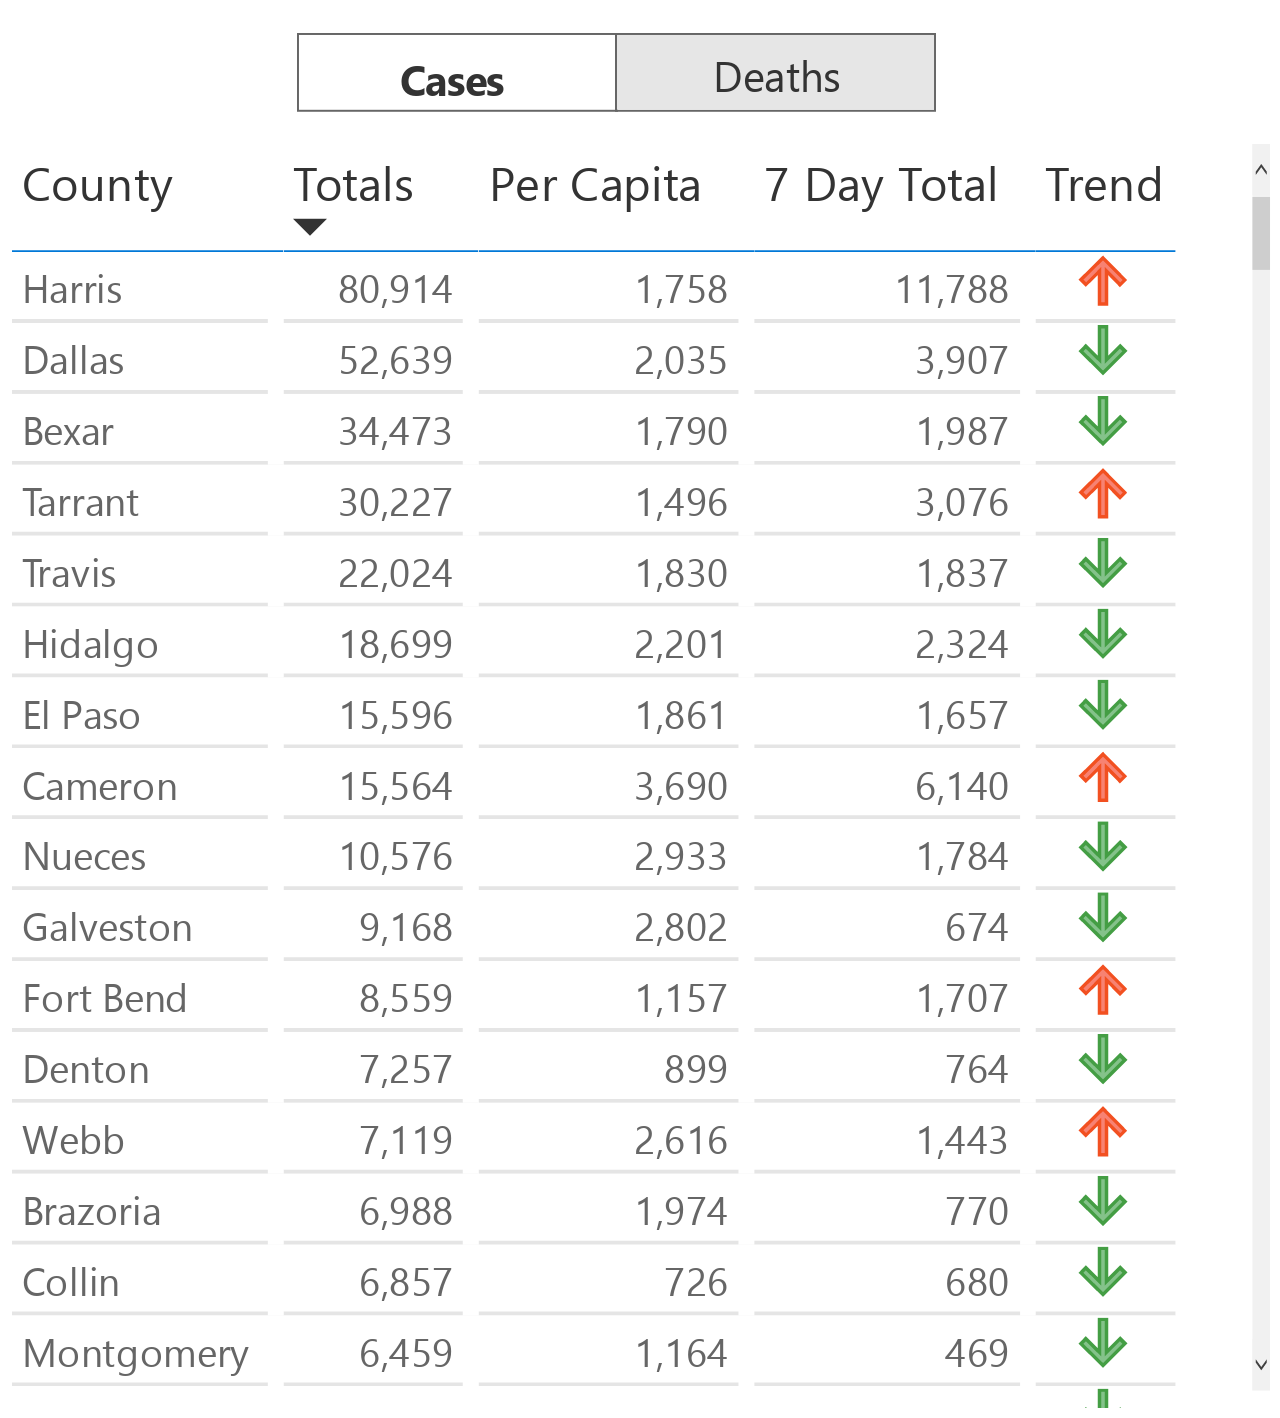 Cases Deaths
County Totals Per Capita 7 Day Total Trend
Harris 80,914 1,758 11,788
Dallas 52,639 2,035 3,907
Bexar 34,473 1,790 1,987
Tarrant 30,227 1,496 3,076
Travis 22,024 1,830 1,837
Hidalgo 18,699 2,201 2,324
El Paso 15,596 1,861 1,657
Cameron 15,564 3,690 6,140
Nueces 10,576 2,933 1,784
Galveston 9,168 2,802 674
Fort Bend 8,559 1,157 1,707
Denton 7,257 899 764
Webb 7,119 2,616 1,443
Brazoria 6,988 1,974 770
Collin 6,857 726 680
Montgomery 6,459 1,164 469